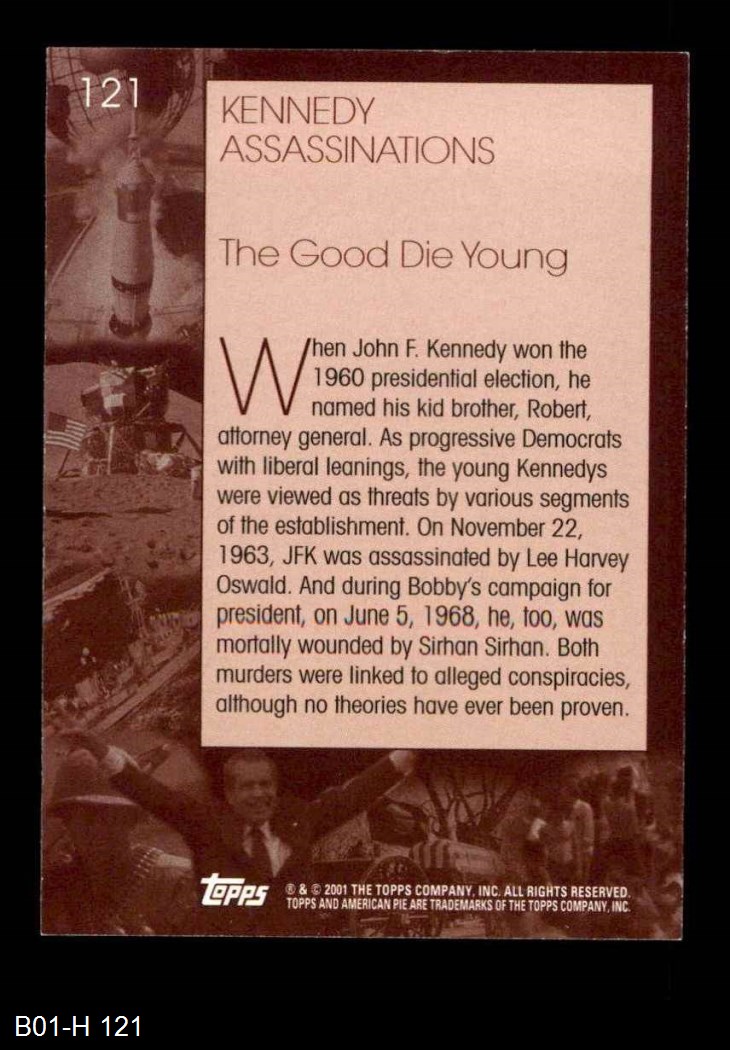 121
KENNEDY
ASSASSINATIONS
The Good Die Young
When John F. Kennedy won the
1960 presidential election, he
named his kid brother, Robert,
attorney general. As progressive Democrats
with liberal leanings, the young Kennedys
were viewed as threats by various segments
of the establishment. On November 22,
1963, JFK was assassinated by Lee Harvey
Oswald. And during Bobby's campaign for
president, on June 5, 1968, he, too, was
mortally wounded by Sirhan Sirhan. Both
murders were linked to alleged conspiracies,
although no theories have ever been proven.
Topps
® & © 2001 THE TOPPS COMPANY, INC. ALL RIGHTS RESERVED.
TOPPS AND AMERICAN PIE ARE TRADEMARKS OF THE TOPPS COMPANY, INC.
B01-H 121